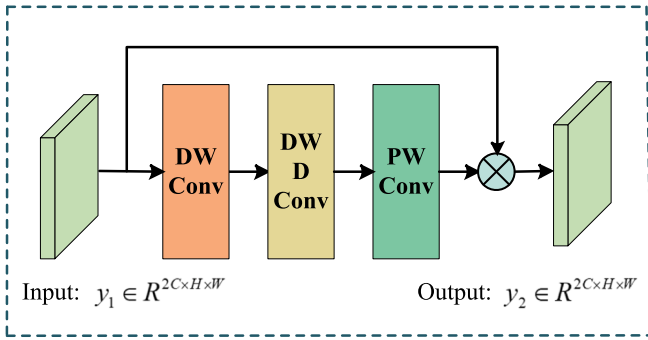 DW
Conv
DW
D
Conv
PW
Conv
Input: y₁ ∈ R^{2C×H×W}
Output: y₂ ∈ R^{2C×H×W}